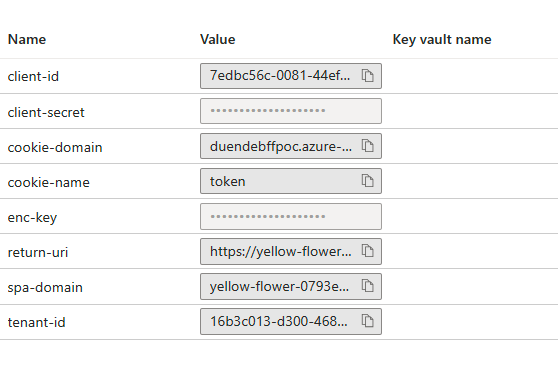 Name Value Key vault name
client-id 7edbc56c-0081-44ef...
client-secret ••••••••••••••••••••
cookie-domain duendebffpoc.azure-...
cookie-name token
enc-key ••••••••••••••••••••
return-uri https://yellow-flower...
spa-domain yellow-flower-0793e...
tenant-id 16b3c013-d300-468...